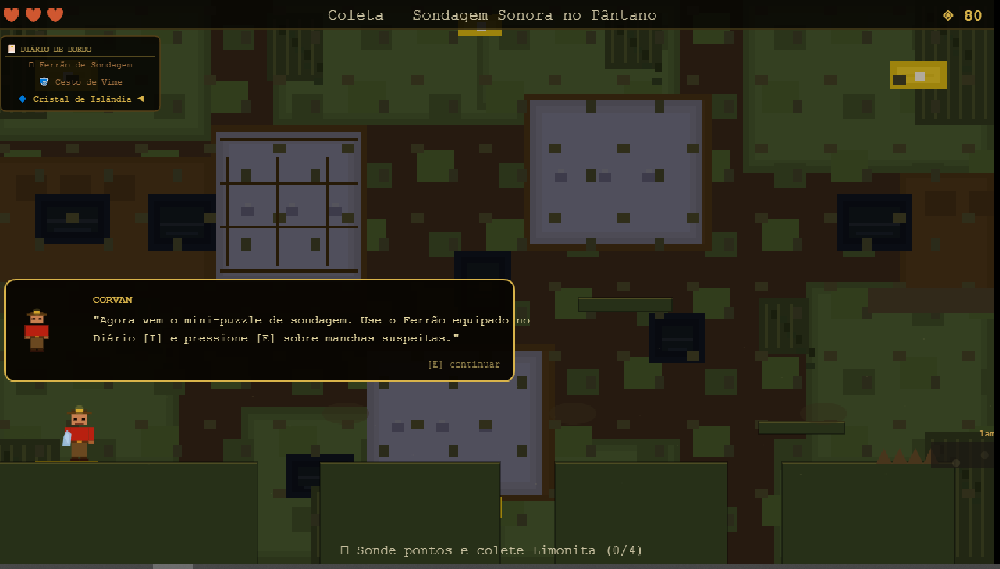 Coleta — Sondagem Sonora no Pântano
80
DIÁRIO DE BORDO
Ferrão de Sondagem
Cesto de Vime
Cristal de Islândia ◄
CORVAN
"Agora vem o mini-puzzle de sondagem. Use o Ferrão equipado no
Diário [I] e pressione [E] sobre manchas suspeitas."
[E] continuar
lam
Sonde pontos e colete Limonita (0/4)